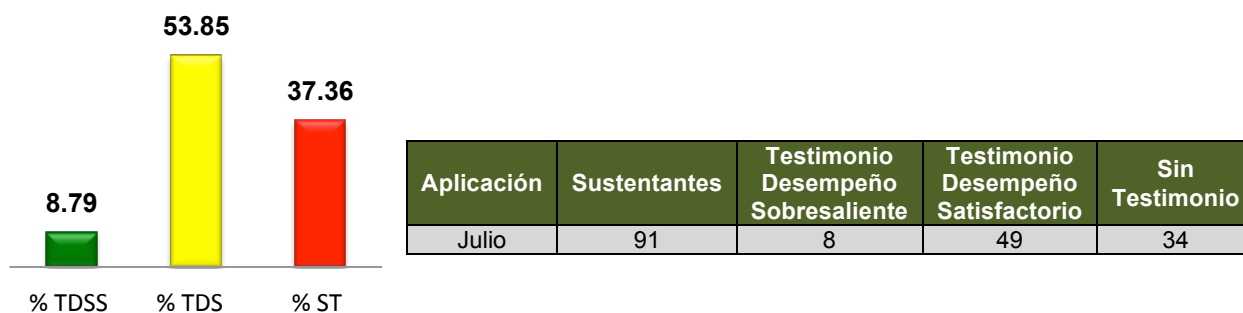 53.85
37.36
8.79
% TDSS % TDS % ST
Aplicación Sustentantes Testimonio Desempeño Sobresaliente Testimonio Desempeño Satisfactorio Sin Testimonio
Julio 91 8 49 34